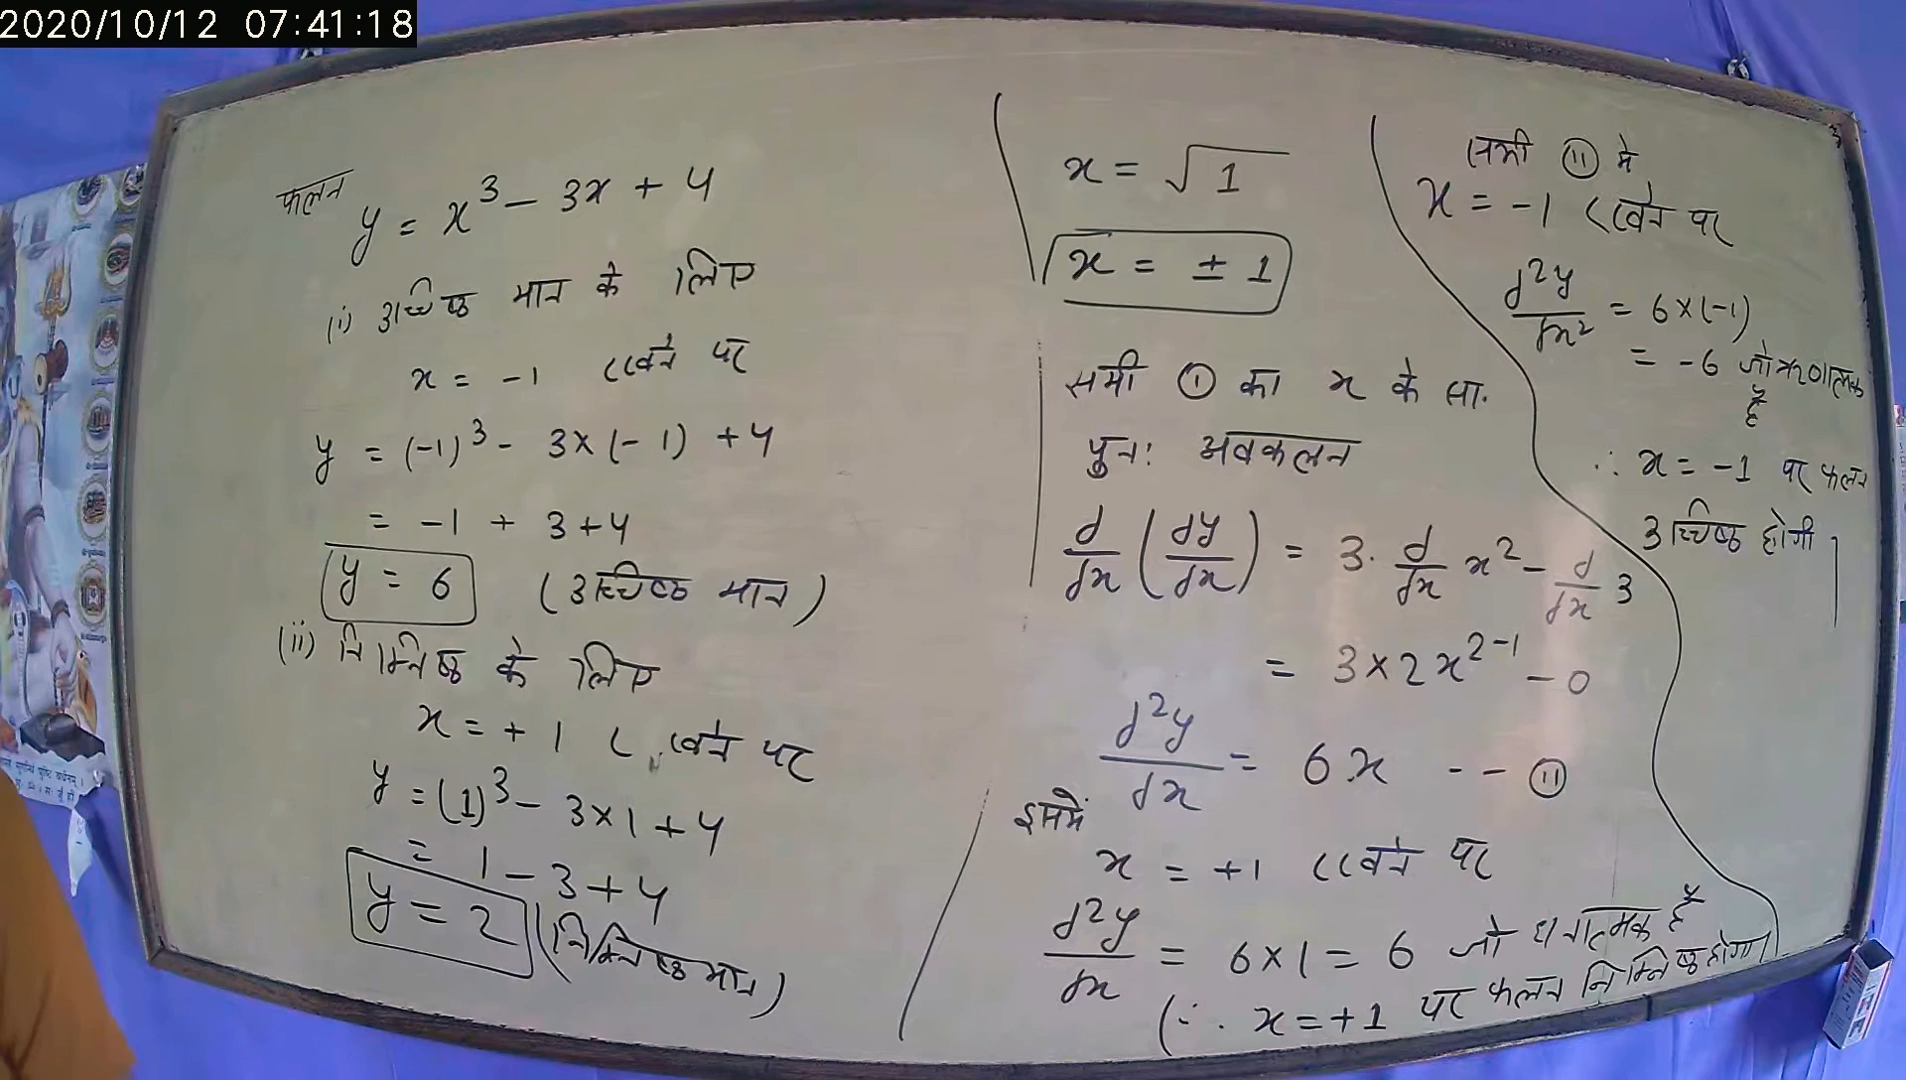 2020/10/12 07:41:18
फलन
y = x³ - 3x + 4
(i) उच्चिष्ठ मान के लिए
x = -1 रखने पर
y = (-1)³ - 3×(-1) + 4
= -1 + 3 + 4
y = 6 (उच्चिष्ठ मान)
(ii) निम्निष्ठ के लिए
x = +1 रखने पर
y = (1)³ - 3×1 + 4
= 1 - 3 + 4
y = 2 (निम्निष्ठ मान)
x = √1
x = ± 1
समी ① का x के सा.
पुनः अवकलन
d/dx (dy/dx) = 3. d/dx x² - d/dx 3
= 3×2x²⁻¹ - 0
d²y/dx = 6x -- ⑪
इसमें
x = +1 रखने पर
d²y/dx = 6×1 = 6 जो धनात्मक है
(∴ x = +1 पर फलन निम्निष्ठ होगा)
समी ⑪ मे
x = -1 रखने पर
d²y/dx² = 6×(-1)
= -6 जो ऋणात्मक
है
∴ x = -1 पर फलन
उच्चिष्ठ होगी